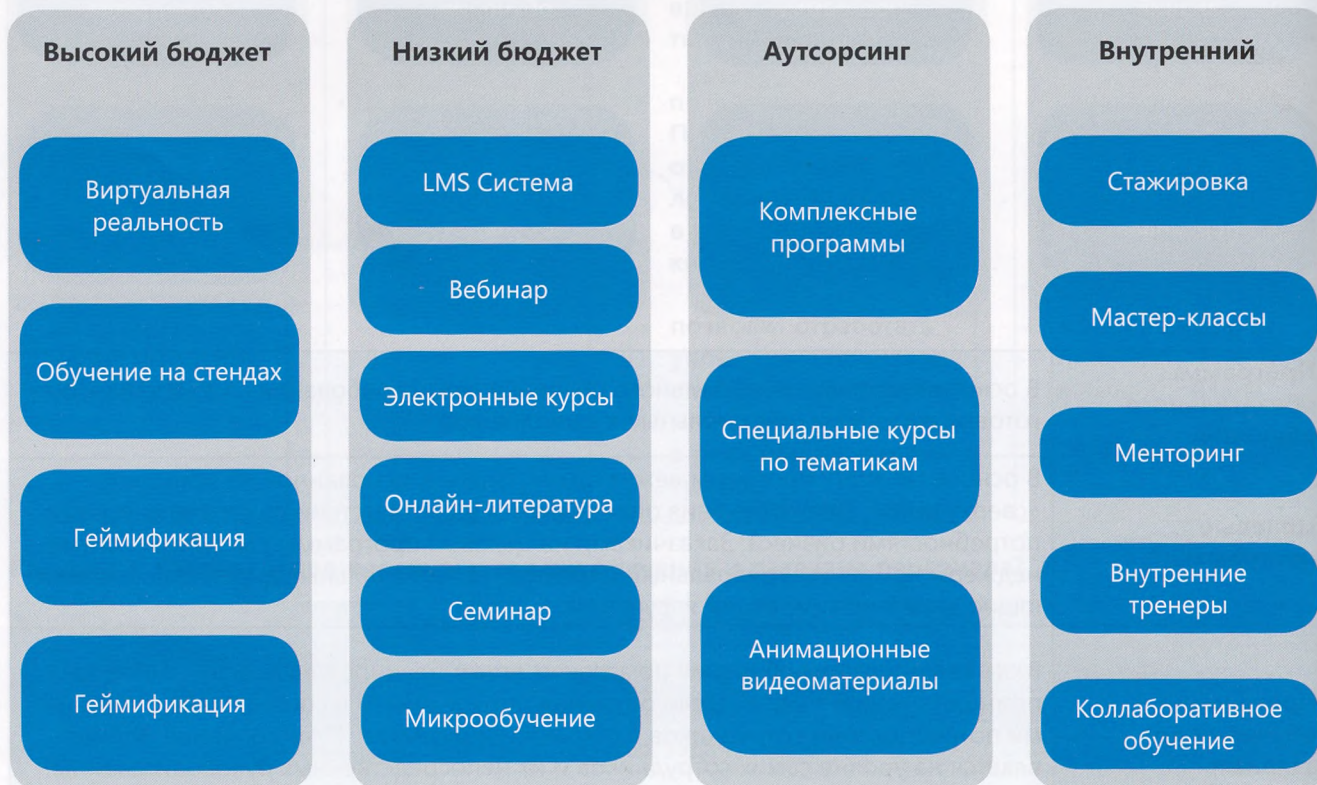 Высокий бюджет
Виртуальная
реальность
Обучение на стендах
Геймификация
Геймификация
Низкий бюджет
LMS Система
Вебинар
Электронные курсы
Онлайн-литература
Семинар
Микрообучение
Аутсорсинг
Комплексные
программы
Специальные курсы
по тематикам
Анимационные
видеоматериалы
Внутренний
Стажировка
Мастер-классы
Менторинг
Внутренние
тренеры
Коллаборативное
обучение